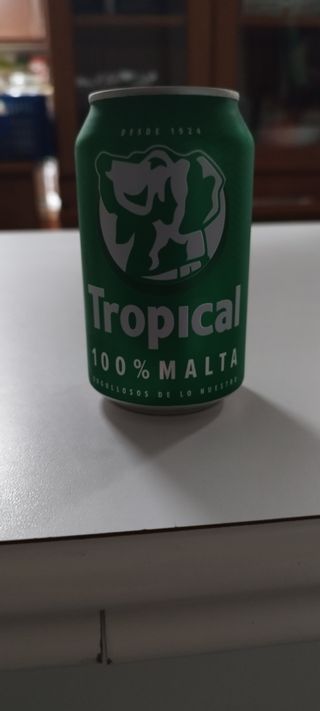 DESDE 1924
Tropical
100% MALTA
ORGULLOSOS DE LO NUESTRO